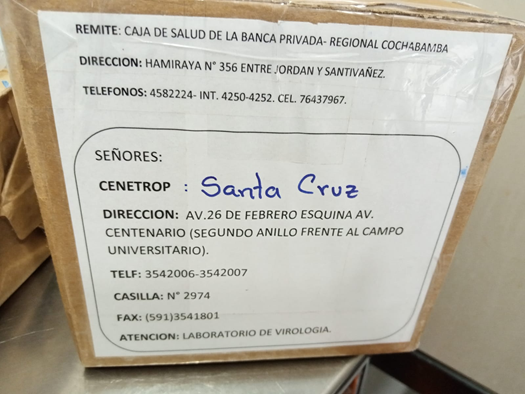 REMITE: CAJA DE SALUD DE LA BANCA PRIVADA- REGIONAL COCHABAMBA
DIRECCION: HAMIRAYA N° 356 ENTRE JORDAN Y SANTIVAÑEZ.
TELEFONOS: 4582224- INT. 4250-4252. CEL. 76437967.
SEÑORES:
CENETROP : Santa Cruz
DIRECCION: AV.26 DE FEBRERO ESQUINA AV.
CENTENARIO (SEGUNDO ANILLO FRENTE AL CAMPO
UNIVERSITARIO).
TELF: 3542006-3542007
CASILLA: N° 2974
FAX: (591)3541801
ATENCION: LABORATORIO DE VIROLOGIA.